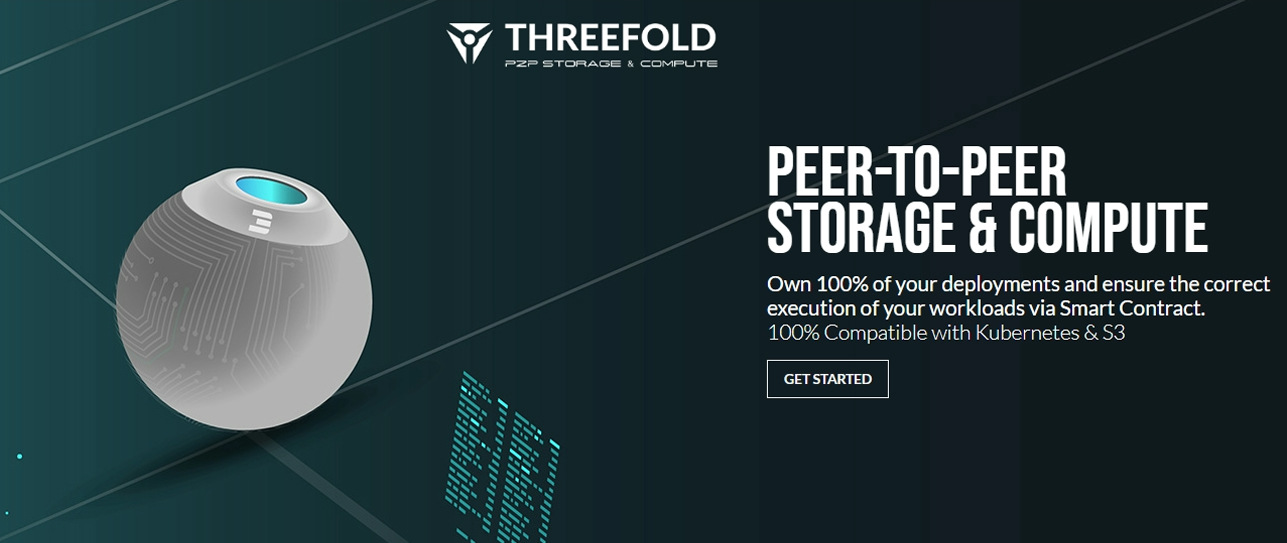 THREEFOLD
P2P STORAGE & COMPUTE
PEER-TO-PEER
STORAGE & COMPUTE
Own 100% of your deployments and ensure the correct
execution of your workloads via Smart Contract.
100% Compatible with Kubernetes & S3
GET STARTED
3